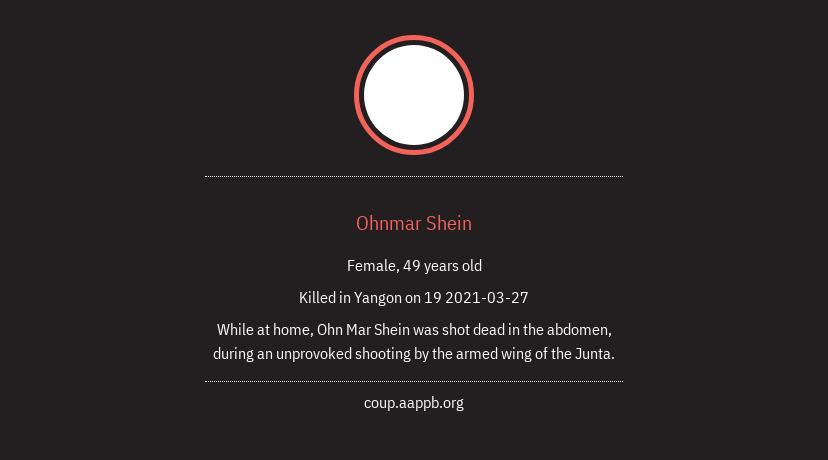 Ohnmar Shein
Female, 49 years old
Killed in Yangon on 19 2021-03-27
While at home, Ohn Mar Shein was shot dead in the abdomen,
during an unprovoked shooting by the armed wing of the Junta.
coup.aappb.org